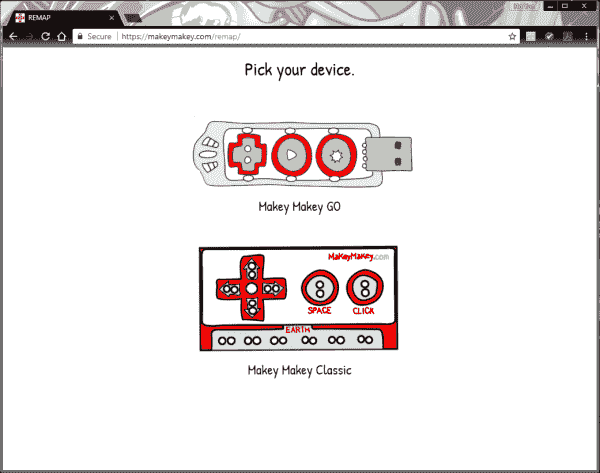 REMAP
Secure
https://makeymakey.com/remap/
Pick your device.
Makey Makey GO
MaKeyMaKey.com
SPACE
CLICK
EARTH
Makey Makey Classic